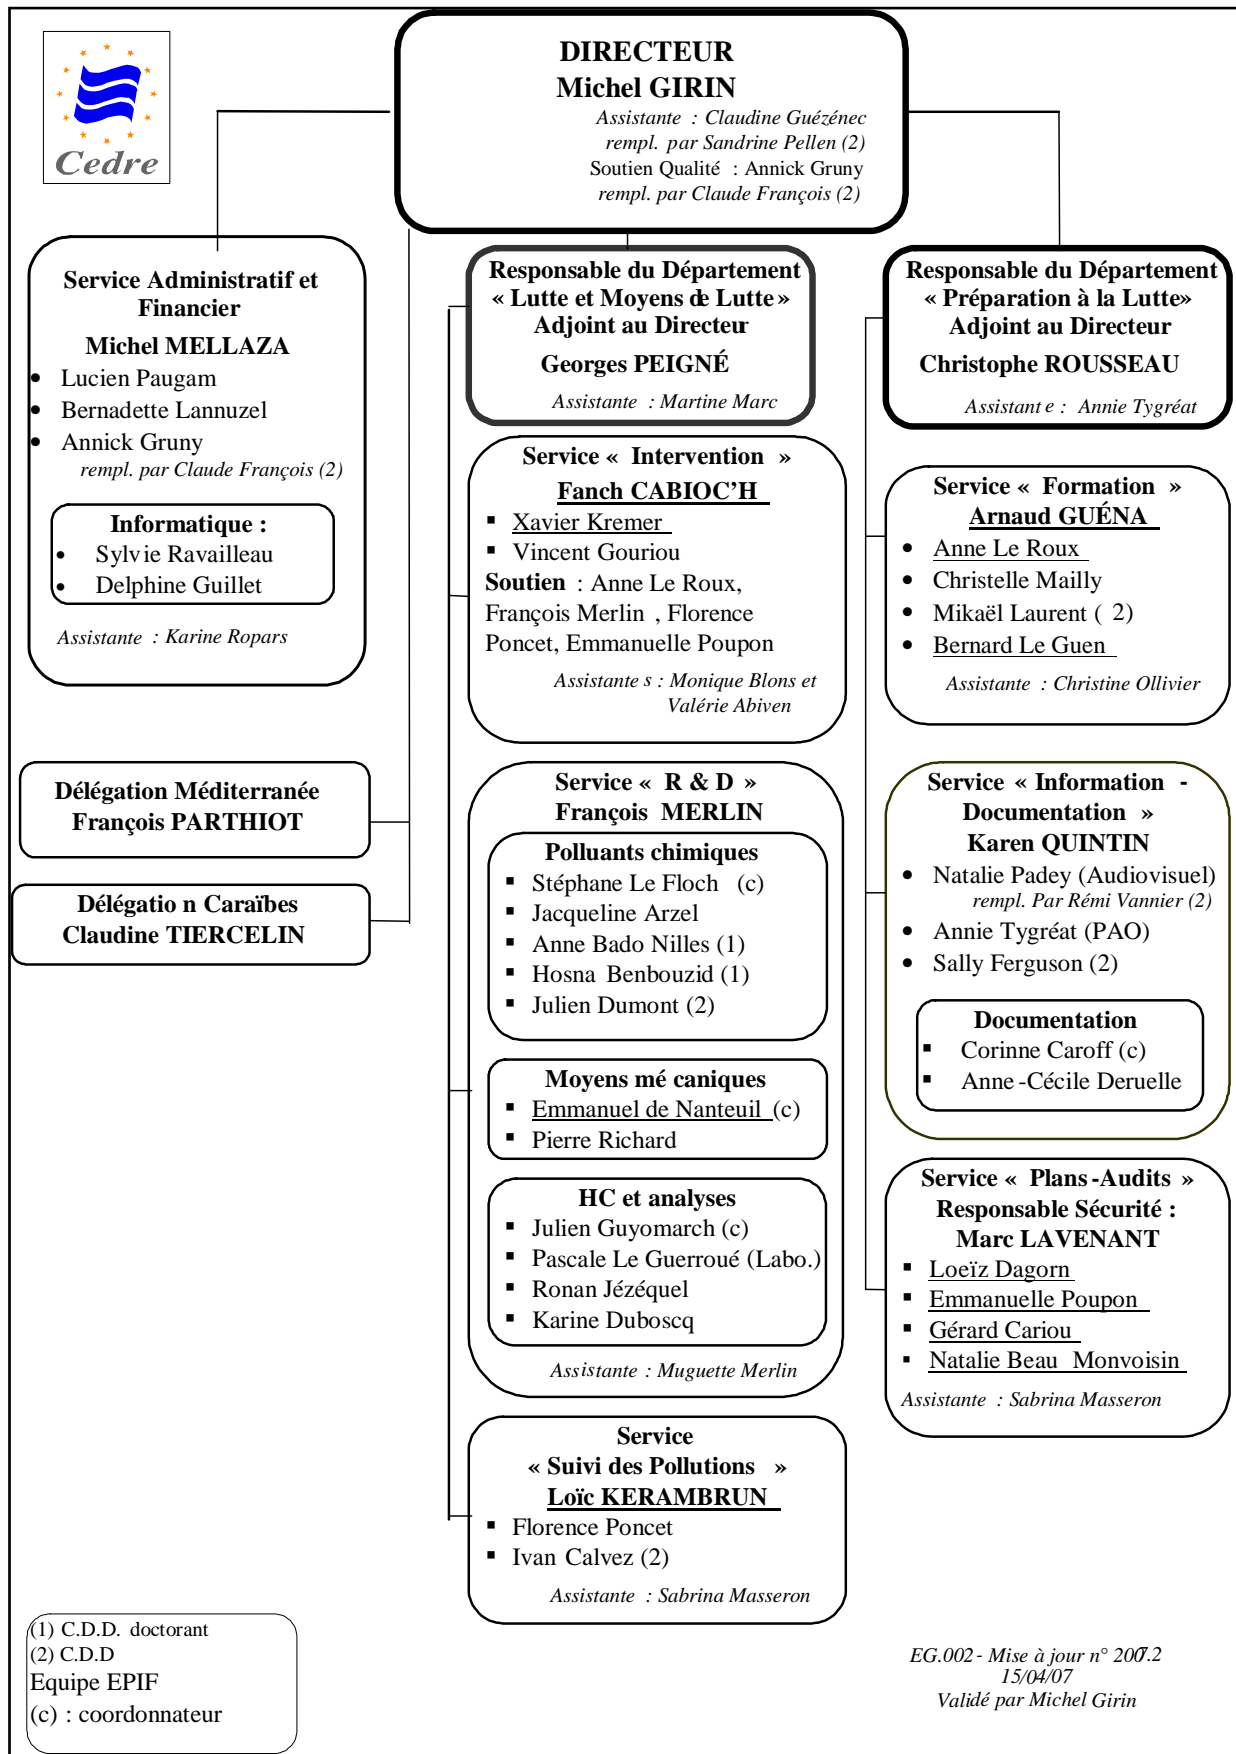 Cedre
DIRECTEUR
Michel GIRIN
Assistante : Claudine Guézénec
rempl. par Sandrine Pellen (2)
Soutien Qualité : Annick Gruny
rempl. par Claude François (2)
Service Administratif et
Financier
Michel MELLAZA
• Lucien Paugam
• Bernadette Lannuzel
• Annick Gruny
rempl. par Claude François (2)
Informatique :
• Sylvie Ravailleau
• Delphine Guillet
Assistante : Karine Ropars
Délégation Méditerranée
François PARTHIOT
Délégatio n Caraïbes
Claudine TIERCELIN
Responsable du Département
« Lutte et Moyens de Lutte »
Adjoint au Directeur
Georges PEIGNÉ
Assistante : Martine Marc
Service « Intervention »
Fanch CABIOC'H
▪ Xavier Kremer
▪ Vincent Gouriou
Soutien : Anne Le Roux,
François Merlin , Florence
Poncet, Emmanuelle Poupon
Assistante s : Monique Blons et
Valérie Abiven
Service « R & D »
François MERLIN
Polluants chimiques
▪ Stéphane Le Floch (c)
▪ Jacqueline Arzel
▪ Anne Bado Nilles (1)
▪ Hosna Benbouzid (1)
▪ Julien Dumont (2)
Moyens mé caniques
▪ Emmanuel de Nanteuil (c)
▪ Pierre Richard
HC et analyses
▪ Julien Guyomarch (c)
▪ Pascale Le Guerroué (Labo.)
▪ Ronan Jézéquel
▪ Karine Duboscq
Assistante : Muguette Merlin
Service
« Suivi des Pollutions »
Loïc KERAMBRUN
▪ Florence Poncet
▪ Ivan Calvez (2)
Assistante : Sabrina Masseron
Responsable du Département
« Préparation à la Lutte»
Adjoint au Directeur
Christophe ROUSSEAU
Assistant e : Annie Tygréat
Service « Formation »
Arnaud GUÉNA
• Anne Le Roux
• Christelle Mailly
• Mikaël Laurent ( 2)
• Bernard Le Guen
Assistante : Christine Ollivier
Service « Information -
Documentation »
Karen QUINTIN
• Natalie Padey (Audiovisuel)
rempl. Par Rémi Vannier (2)
• Annie Tygréat (PAO)
• Sally Ferguson (2)
Documentation
▪ Corinne Caroff (c)
▪ Anne -Cécile Deruelle
Service « Plans -Audits »
Responsable Sécurité :
Marc LAVENANT
▪ Loeïz Dagorn
▪ Emmanuelle Poupon
▪ Gérard Cariou
▪ Natalie Beau Monvoisin
Assistante : Sabrina Masseron
(1) C.D.D. doctorant
(2) C.D.D
Equipe EPIF
(c) : coordonnateur
EG.002 - Mise à jour n° 2007.2
15/04/07
Validé par Michel Girin